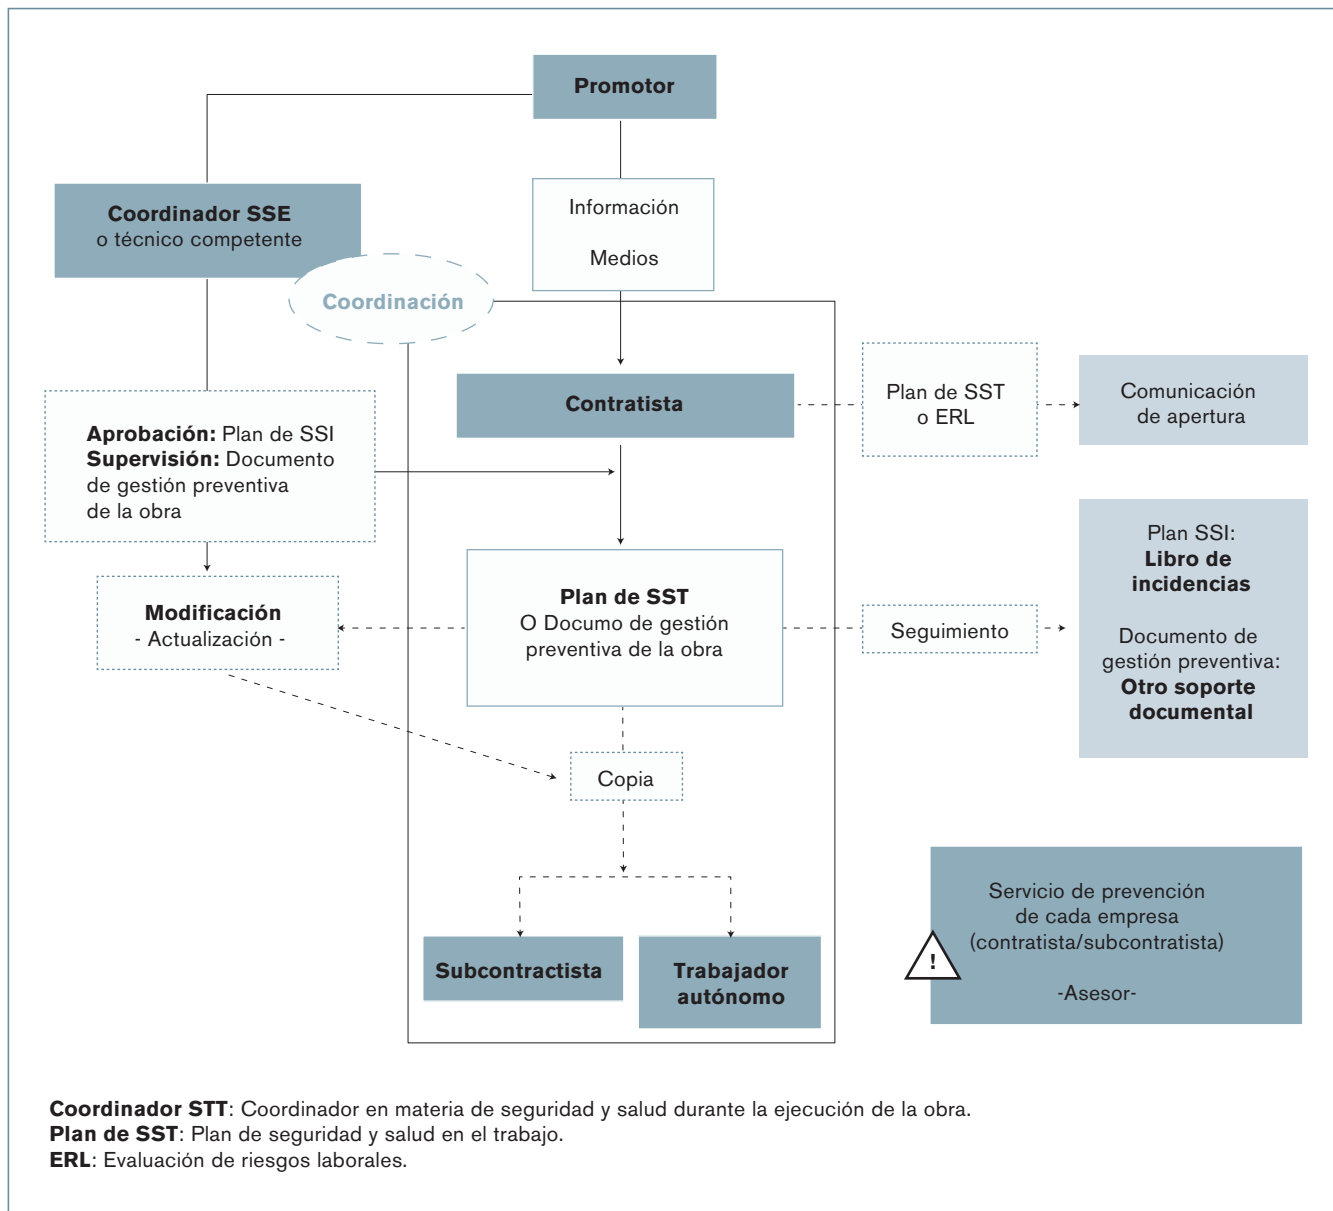 Promotor
Coordinador SSE
o técnico competente
Información
Medios
Coordinación
Contratista
Plan de SST
o ERL
Comunicación
de apertura
Aprobación: Plan de SSI
Supervisión: Documento
de gestión preventiva
de la obra
Modificación
- Actualización -
Plan de SST
O Documo de gestión
preventiva de la obra
Seguimiento
Plan SSI:
Libro de
incidencias
Documento de
gestión preventiva:
Otro soporte
documental
Copia
Subcontractista
Trabajador
autónomo
Servicio de prevención
de cada empresa
(contratista/subcontratista)
!
-Asesor-
Coordinador STT: Coordinador en materia de seguridad y salud durante la ejecución de la obra.
Plan de SST: Plan de seguridad y salud en el trabajo.
ERL: Evaluación de riesgos laborales.